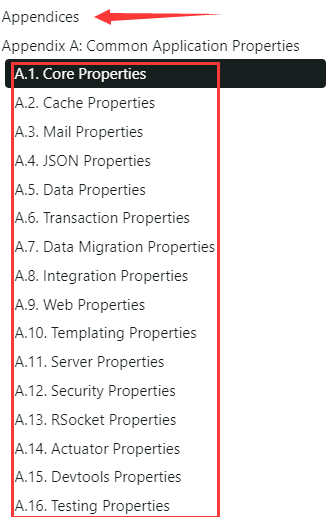 Appendices
Appendix A: Common Application Properties
A.1. Core Properties
A.2. Cache Properties
A.3. Mail Properties
A.4. JSON Properties
A.5. Data Properties
A.6. Transaction Properties
A.7. Data Migration Properties
A.8. Integration Properties
A.9. Web Properties
A.10. Templating Properties
A.11. Server Properties
A.12. Security Properties
A.13. RSocket Properties
A.14. Actuator Properties
A.15. Devtools Properties
A.16. Testing Properties